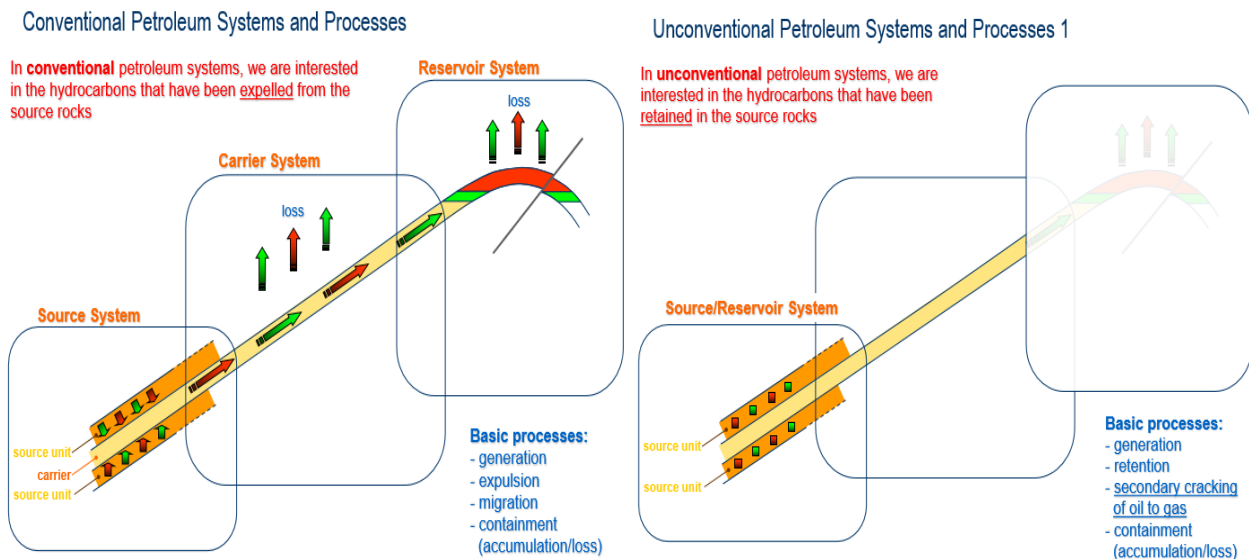 Conventional Petroleum Systems and Processes
In conventional petroleum systems, we are interested
in the hydrocarbons that have been expelled from the
source rocks
Reservoir System
loss
Carrier System
loss
Source System
source unit
carrier
source unit
Basic processes:
- generation
- expulsion
- migration
- containment
(accumulation/loss)
Unconventional Petroleum Systems and Processes 1
In unconventional petroleum systems, we are
interested in the hydrocarbons that have been
retained in the source rocks
loss
Source/Reservoir System
source unit
source unit
Basic processes:
- generation
- retention
- secondary cracking
of oil to gas
- containment
(accumulation/loss)